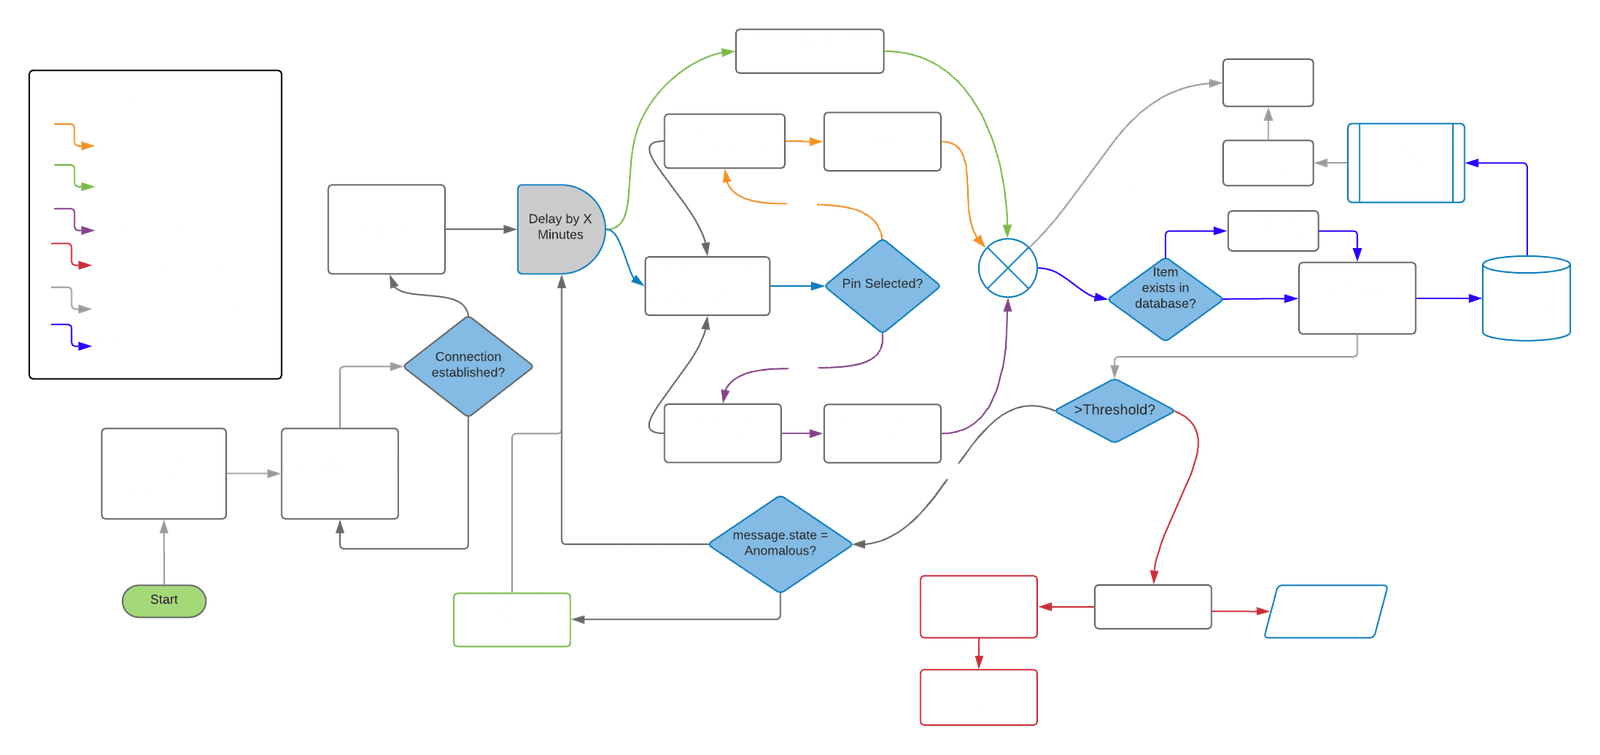 Delay by X
Minutes
Pin Selected?
Item
exists in
database?
Connection
established?
>Threshold?
message.state =
Anomalous?
Start